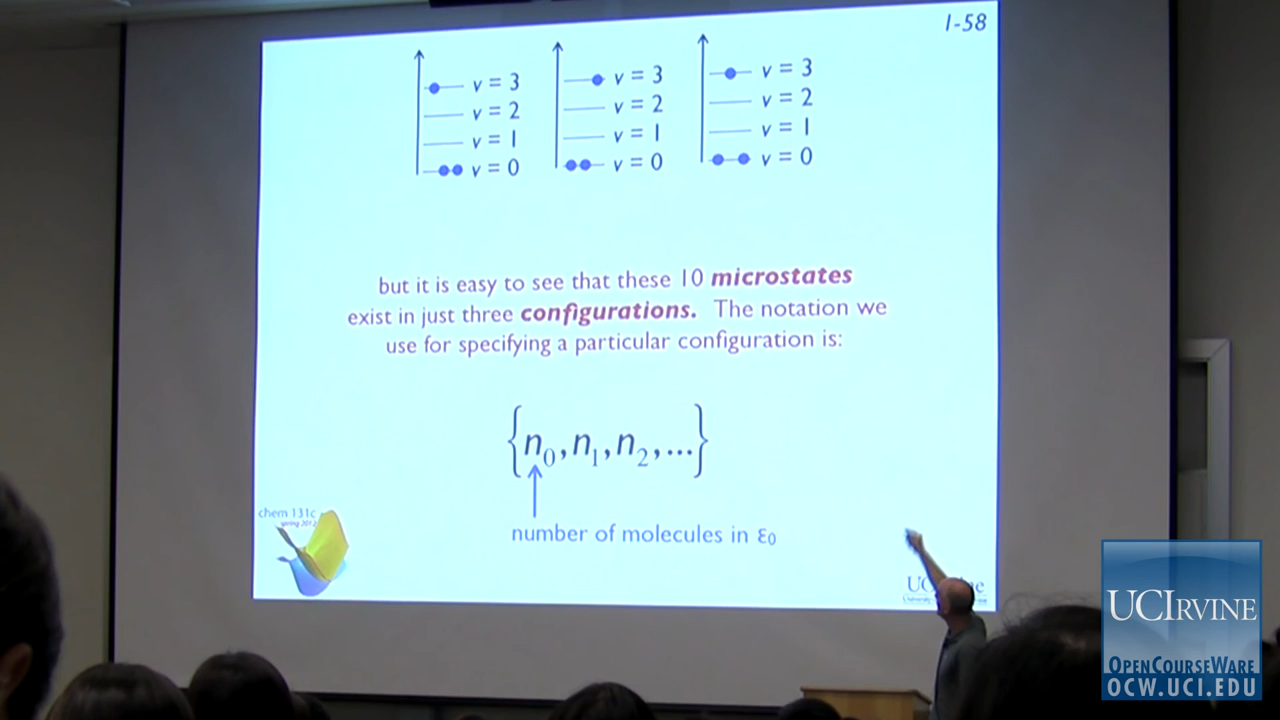 1-58
v = 3 v = 3 v = 3
v = 2 v = 2 v = 2
v = 1 v = 1 v = 1
v = 0 v = 0 v = 0
but it is easy to see that these 10 microstates
exist in just three configurations. The notation we
use for specifying a particular configuration is:
{n₀, n₁, n₂, ...}
number of molecules in ε₀
chem 131c
spring 2012
UCIRVINE
OPENCOURSEWARE
OCW.UCI.EDU